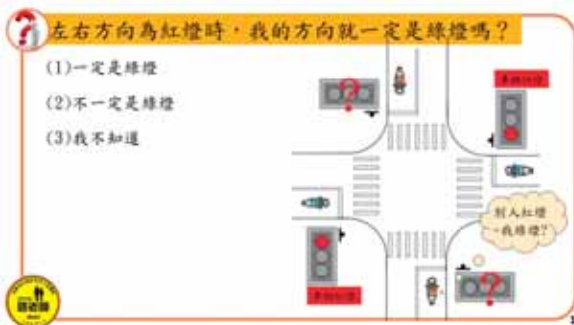 左右方向為紅燈時，我的方向就一定是綠燈嗎？
(1)一定是綠燈
(2)不一定是綠燈
(3)我不知道
別人紅燈
，我綠燈？